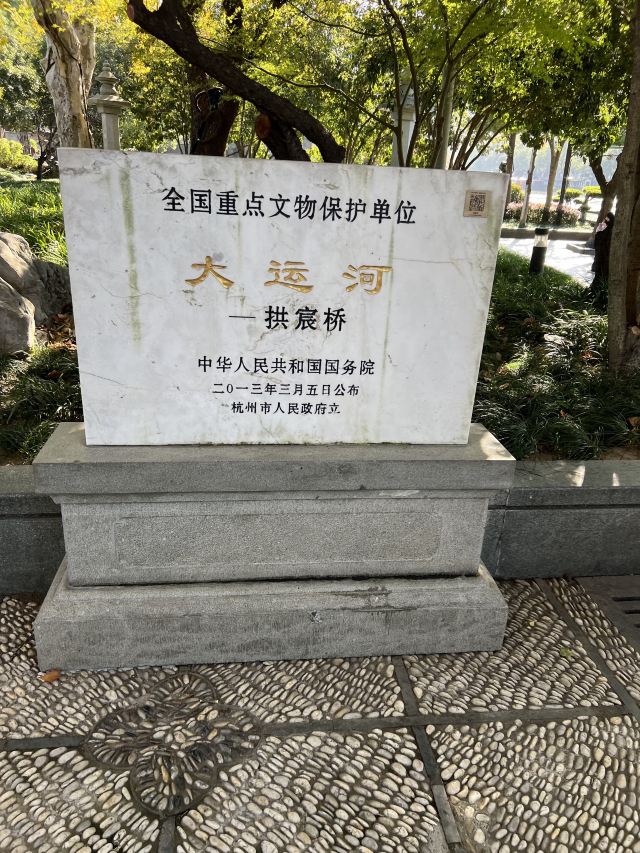 全国重点文物保护单位
大运河
—拱宸桥
中华人民共和国国务院
二〇一三年三月五日公布
杭州市人民政府立